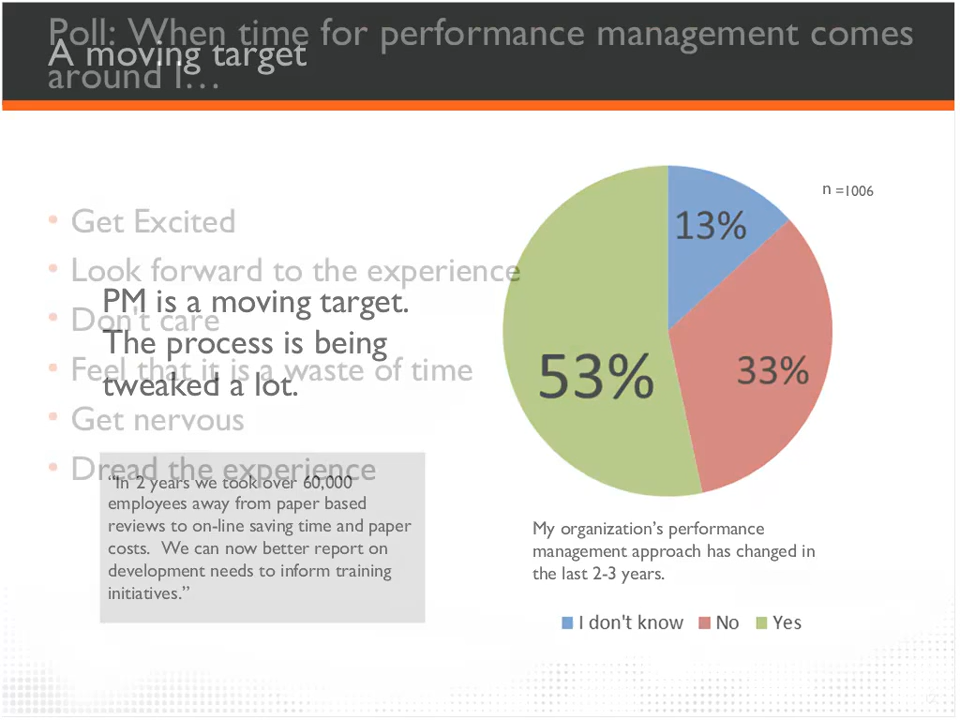 Poll: When time for performance management comes
around I…
A moving target
n =1006
• Get Excited
• Look forward to the experience
• Don't care
• Feel that it is a waste of time
• Get nervous
• Dread the experience
PM is a moving target.
The process is being
tweaked a lot.
“In 2 years we took over 60,000
employees away from paper based
reviews to on-line saving time and paper
costs.  We can now better report on
development needs to inform training
initiatives.”
13%
33%
53%
My organization’s performance
management approach has changed in
the last 2-3 years.
I don't know No Yes